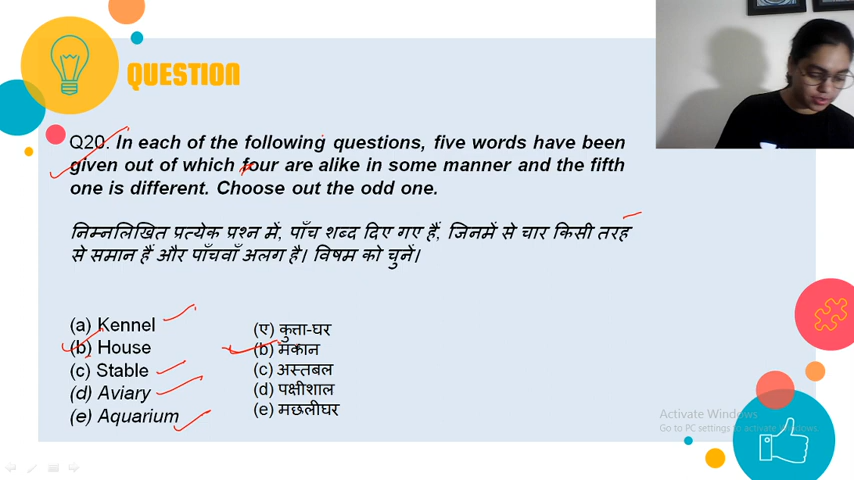 QUESTION
Q20. In each of the following questions, five words have been
given out of which four are alike in some manner and the fifth
one is different. Choose out the odd one.
निम्नलिखित प्रत्येक प्रश्न में, पाँच शब्द दिए गए हैं, जिनमें से चार किसी तरह
से समान हैं और पाँचवाँ अलग है। विषम को चुनें।
(a) Kennel
(b) House
(c) Stable
(d) Aviary
(e) Aquarium
(ए) कुत्ता-घर
(b) मकान
(c) अस्तबल
(d) पक्षीशाल
(e) मछलीघर
Activate Windows
Go to PC settings to activate Windows.